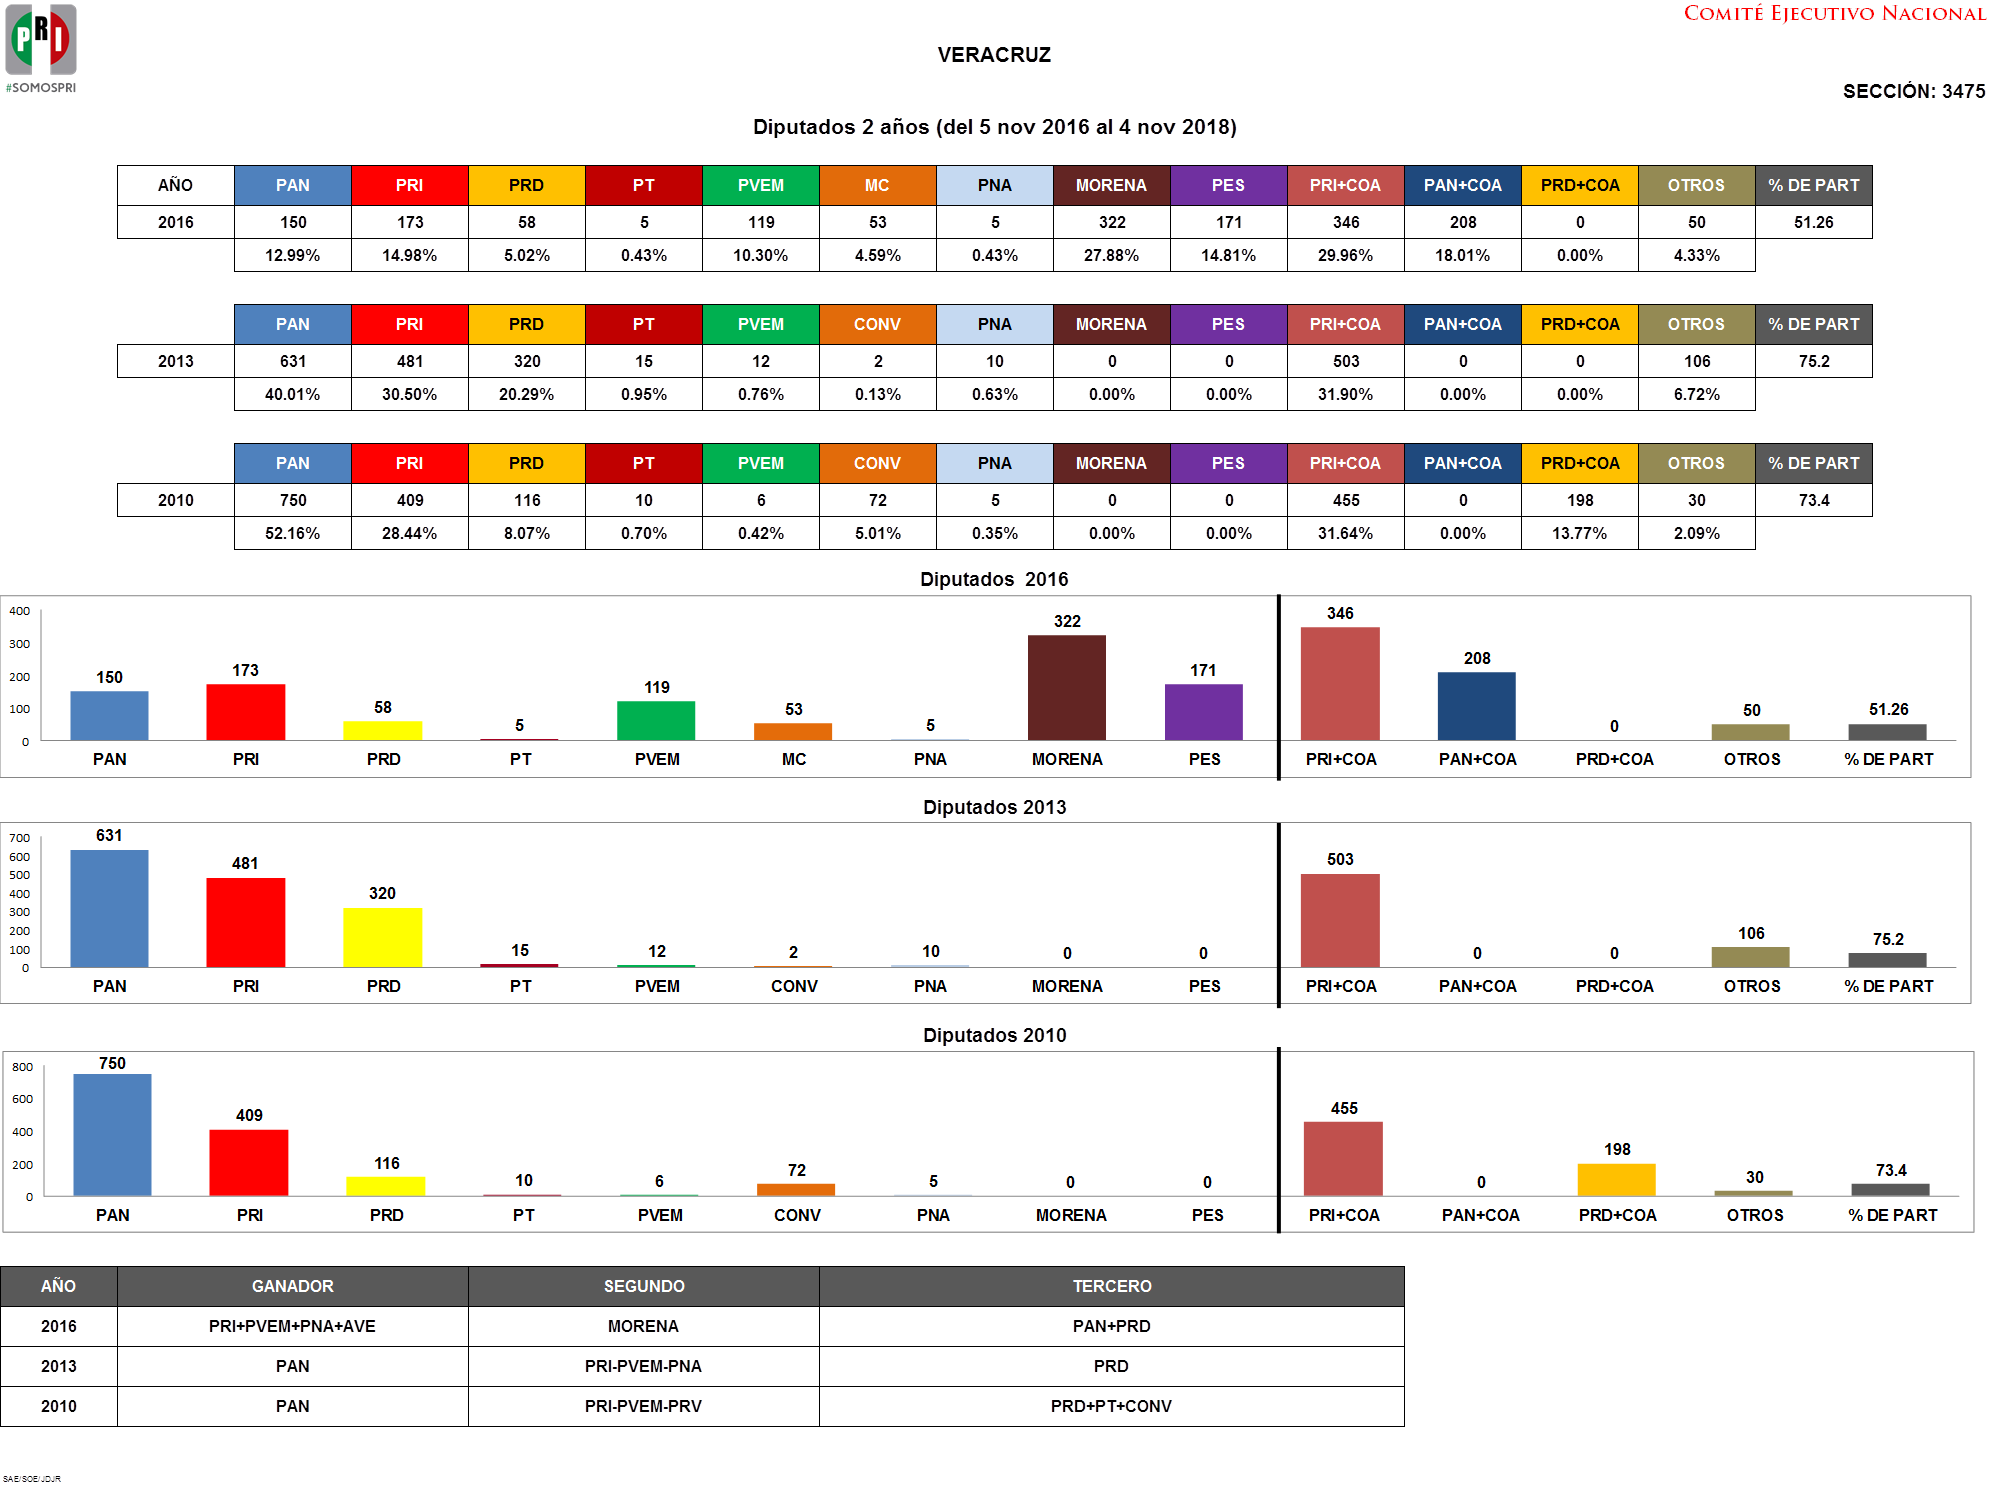 PRI
#SOMOSPRI
COMITÉ EJECUTIVO NACIONAL
VERACRUZ
SECCIÓN: 3475
Diputados 2 años (del 5 nov 2016 al 4 nov 2018)
AÑO PAN PRI PRD PT PVEM MC PNA MORENA PES PRI+COA PAN+COA PRD+COA OTROS % DE PART
2016 150 173 58 5 119 53 5 322 171 346 208 0 50 51.26
12.99% 14.98% 5.02% 0.43% 10.30% 4.59% 0.43% 27.88% 14.81% 29.96% 18.01% 0.00% 4.33%
PAN PRI PRD PT PVEM CONV PNA MORENA PES PRI+COA PAN+COA PRD+COA OTROS % DE PART
2013 631 481 320 15 12 2 10 0 0 503 0 0 106 75.2
40.01% 30.50% 20.29% 0.95% 0.76% 0.13% 0.63% 0.00% 0.00% 31.90% 0.00% 0.00% 6.72%
PAN PRI PRD PT PVEM CONV PNA MORENA PES PRI+COA PAN+COA PRD+COA OTROS % DE PART
2010 750 409 116 10 6 72 5 0 0 455 0 198 30 73.4
52.16% 28.44% 8.07% 0.70% 0.42% 5.01% 0.35% 0.00% 0.00% 31.64% 0.00% 13.77% 2.09%
Diputados 2016
400
300
200
100
0
150 173 58 5 119 53 5 322 171 346 208 0 50 51.26
PAN PRI PRD PT PVEM MC PNA MORENA PES PRI+COA PAN+COA PRD+COA OTROS % DE PART
Diputados 2013
700
600
500
400
300
200
100
0
631 481 320 15 12 2 10 0 0 503 0 0 106 75.2
PAN PRI PRD PT PVEM CONV PNA MORENA PES PRI+COA PAN+COA PRD+COA OTROS % DE PART
Diputados 2010
800
600
400
200
0
750 409 116 10 6 72 5 0 0 455 0 198 30 73.4
PAN PRI PRD PT PVEM CONV PNA MORENA PES PRI+COA PAN+COA PRD+COA OTROS % DE PART
AÑO GANADOR SEGUNDO TERCERO
2016 PRI+PVEM+PNA+AVE MORENA PAN+PRD
2013 PAN PRI-PVEM-PNA PRD
2010 PAN PRI-PVEM-PRV PRD+PT+CONV
SAE/SOE/JDJR